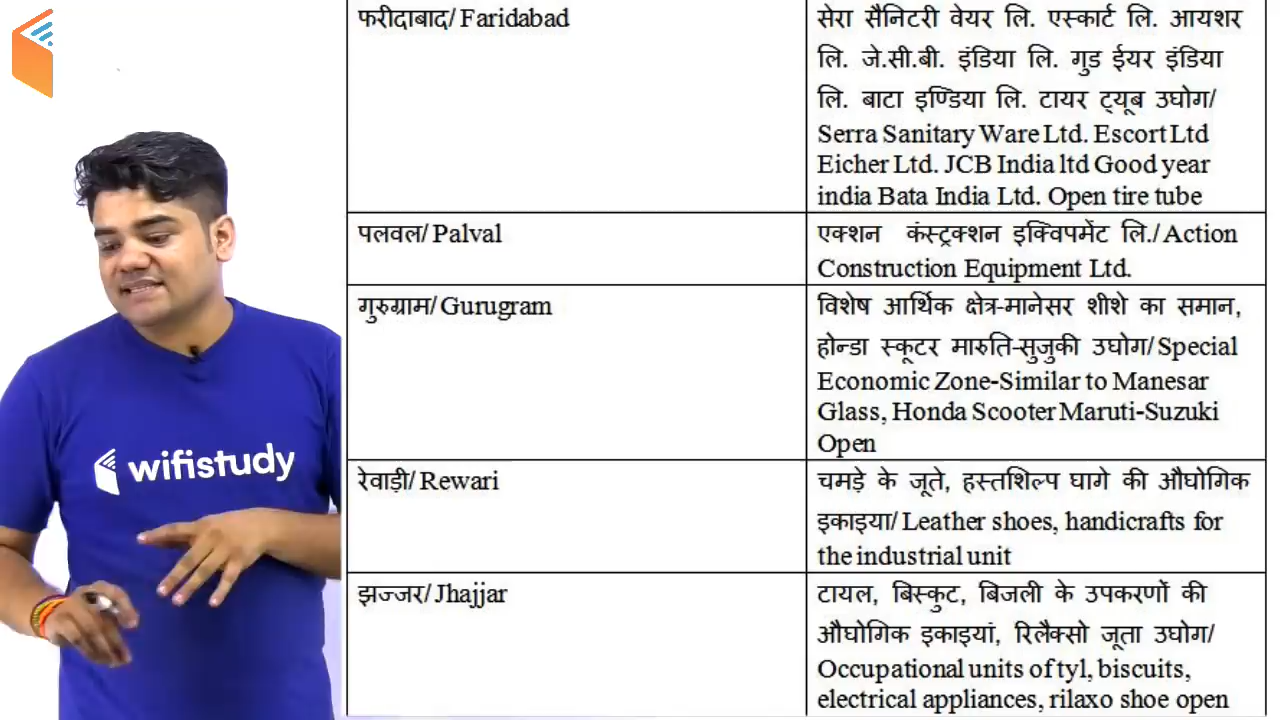 फरीदाबाद/ Faridabad
सेरा सैनिटरी वेयर लि. एस्कार्ट लि. आयशर
लि. जे.सी.बी. इंडिया लि. गुड ईयर इंडिया
लि. बाटा इण्डिया लि. टायर ट्यूब उघोग/
Serra Sanitary Ware Ltd. Escort Ltd
Eicher Ltd. JCB India ltd Good year
india Bata India Ltd. Open tire tube
पलवल/ Palval
एक्शन कंस्ट्रक्शन इक्विपमेंट लि./ Action
Construction Equipment Ltd.
गुरुग्राम/ Gurugram
विशेष आर्थिक क्षेत्र-मानेसर शीशे का समान,
होन्डा स्कूटर मारुति-सुजुकी उघोग/ Special
Economic Zone-Similar to Manesar
Glass, Honda Scooter Maruti-Suzuki
Open
रेवाड़ी/ Rewari
चमड़े के जूते, हस्तशिल्प घागे की औघोगिक
इकाइया/ Leather shoes, handicrafts for
the industrial unit
झज्जर/ Jhajjar
टायल, बिस्कुट, बिजली के उपकरणों की
औघोगिक इकाइयां, रिलैक्सो जूता उघोग/
Occupational units of tyl, biscuits,
electrical appliances, rilaxo shoe open
wifistudy